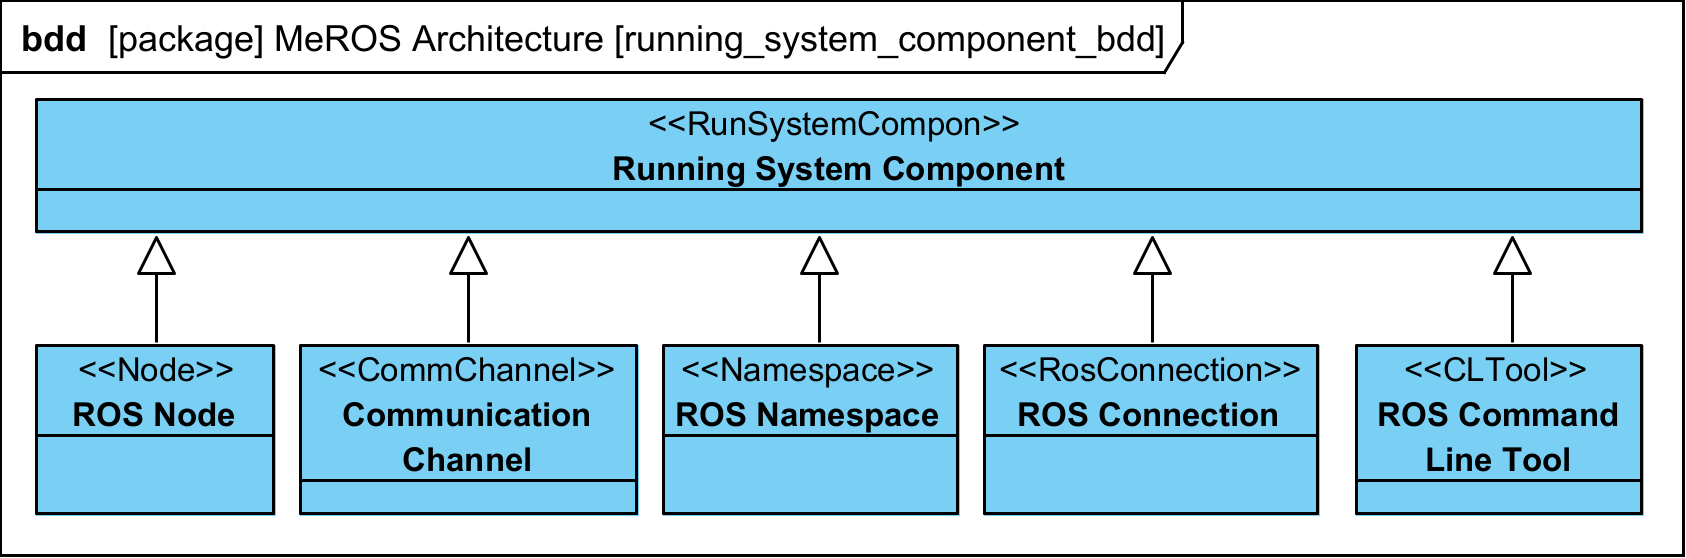 bdd [package] MeROS Architecture [running_system_component_bdd]
<<RunSystemCompon>>
Running System Component
<<Node>>
ROS Node
<<CommChannel>>
Communication
Channel
<<Namespace>>
ROS Namespace
<<RosConnection>>
ROS Connection
<<CLTool>>
ROS Command
Line Tool